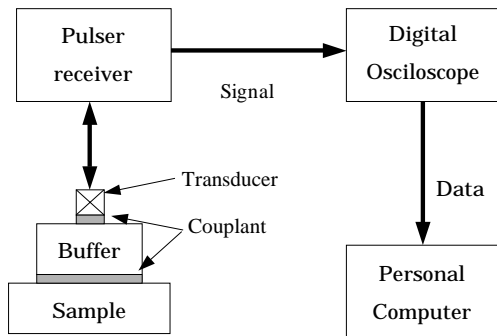 Pulser
receiver
Digital
Osciloscope
Signal
Transducer
Data
Couplant
Buffer
Personal
Computer
Sample